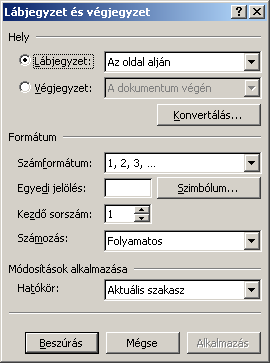 Lábjegyzet és végjegyzet
Hely
Lábjegyzet: Az oldal alján
Végjegyzet: A dokumentum végén
Konvertálás...
Formátum
Számformátum: 1, 2, 3, ...
Egyedi jelölés: Szimbólum...
Kezdő sorszám: 1
Számozás: Folyamatos
Módosítások alkalmazása
Hatókör: Aktuális szakasz
Beszúrás Mégse Alkalmazás